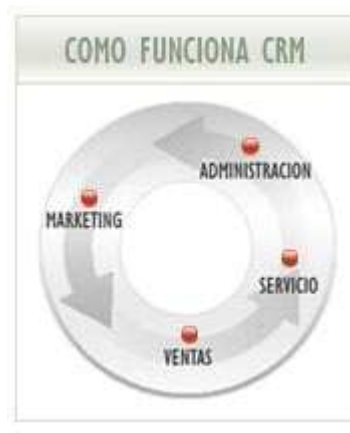 COMO FUNCIONA CRM
ADMINISTRACION
MARKETING
SERVICIO
VENTAS